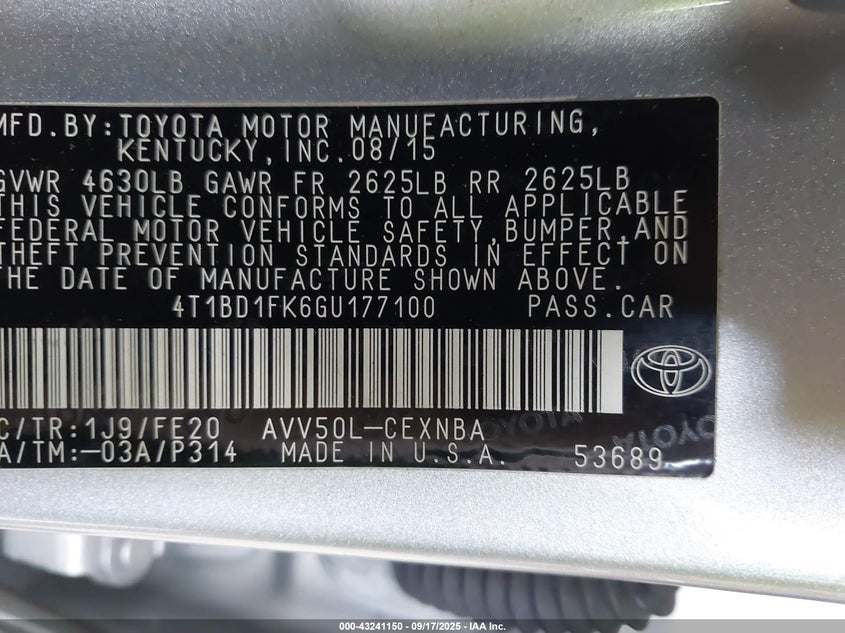 MFD.BY:TOYOTA MOTOR MANUFACTURING,
KENTUCKY,INC.08/15
GVWR 4630LB GAWR FR 2625LB RR 2625LB
THIS VEHICLE CONFORMS TO ALL APPLICABLE
FEDERAL MOTOR VEHICLE SAFETY,BUMPER,AND
THEFT PREVENTION STANDARDS IN EFFECT ON
THE DATE OF MANUFACTURE SHOWN ABOVE.
4T1BD1FK6GU177100 PASS.CAR
C/TR:1J9/FE20 AVV50L-CEXNBA
A/TM:-03A/P314 MADE IN U.S.A. 53689
TOYOTA
000-43241150 - 09/17/2025 - IAA Inc.